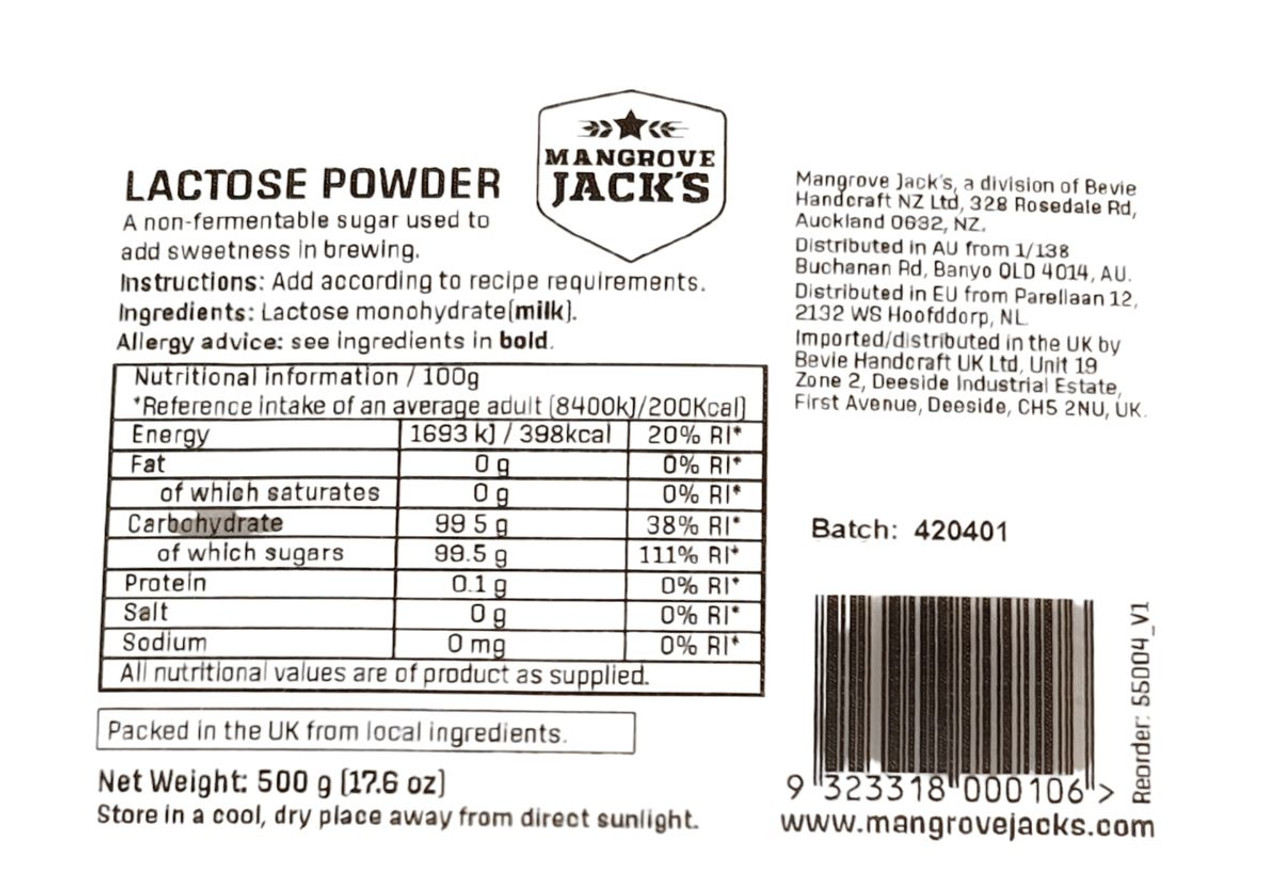 MANGROVE
JACK'S
LACTOSE POWDER
A non-fermentable sugar used to
add sweetness in brewing.
Instructions: Add according to recipe requirements.
Ingredients: Lactose monohydrate(milk).
Allergy advice: see ingredients in bold.
Nutritional information / 100g
*Reference intake of an average adult (8400kJ/200Kcal)
Energy 1693 kJ / 398kcal 20% RI*
Fat 0 g 0% RI*
of which saturates 0 g 0% RI*
Carbohydrate 99 5 g 38% RI*
of which sugars 99.5 g 111% RI*
Protein 0.1 g 0% RI*
Salt 0 g 0% RI*
Sodium 0 mg 0% RI*
All nutritional values are of product as supplied.
Packed in the UK from local ingredients.
Net Weight: 500 g (17.6 oz)
Store in a cool, dry place away from direct sunlight.
Mangrove Jack's, a division of Bevie
Handcraft NZ Ltd, 328 Rosedale Rd,
Auckland 0632, NZ.
Distributed in AU from 1/138
Buchanan Rd, Banyo QLD 4014, AU.
Distributed in EU from Parellaan 12,
2132 WS Hoofddorp, NL
Imported/distributed in the UK by
Bevie Handcraft UK Ltd, Unit 19
Zone 2, Deeside Industrial Estate,
First Avenue, Deeside, CH5 2NU, UK.
Batch: 420401
9 323318 000106 >
Reorder: 55004_V1
www.mangrovejacks.com